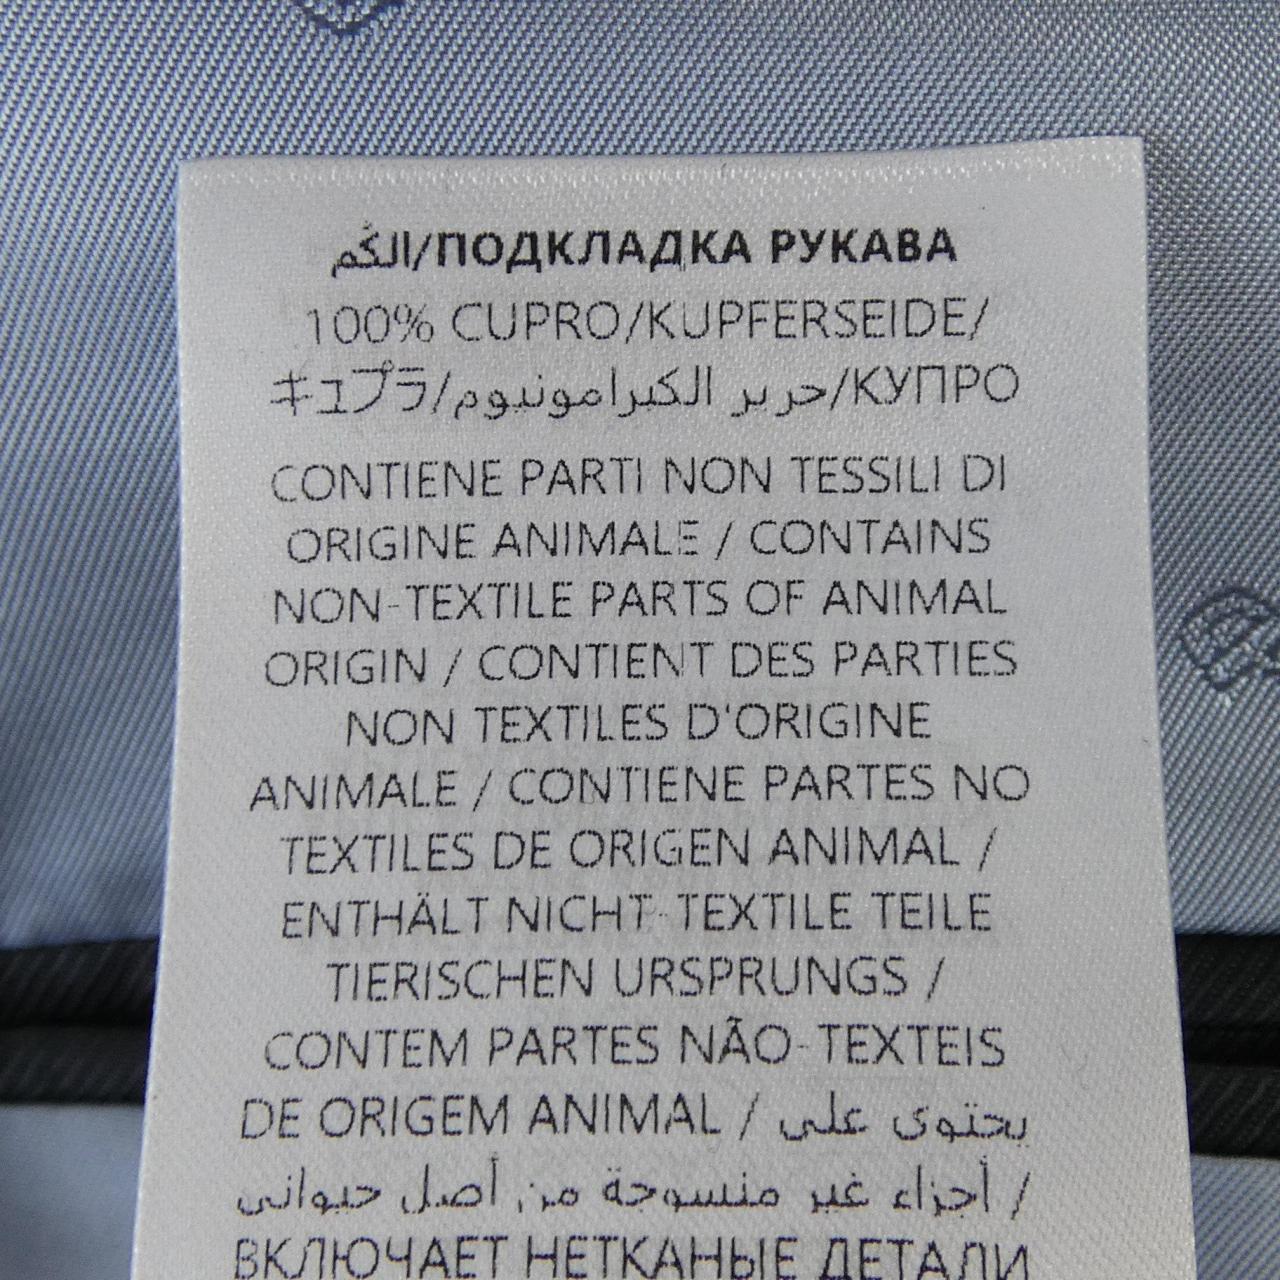 الكم/ПОДКЛАДКА РУКАВА
100% CUPRO/KUPFERSEIDE/
キュプラ/حرير الكبرامونيوم/КУПРО
CONTIENE PARTI NON TESSILI DI
ORIGINE ANIMALE / CONTAINS
NON-TEXTILE PARTS OF ANIMAL
ORIGIN / CONTIENT DES PARTIES
NON TEXTILES D'ORIGINE
ANIMALE / CONTIENE PARTES NO
TEXTILES DE ORIGEN ANIMAL /
ENTHÄLT NICHT-TEXTILE TEILE
TIERISCHEN URSPRUNGS /
CONTEM PARTES NÃO-TEXTEIS
DE ORIGEM ANIMAL / يحتوى على
أجزاء غير منسوجة من أصل حيوانى /
ВКЛЮЧАЕТ НЕТКАНЫЕ ДЕТАЛИ